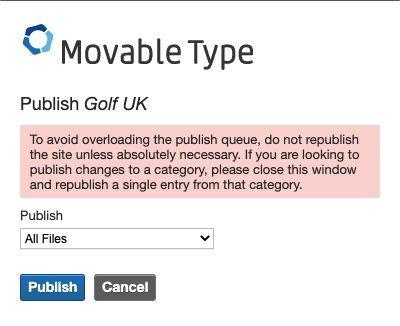 Movable Type
Publish Golf UK
To avoid overloading the publish queue, do not republish
the site unless absolutely necessary. If you are looking to
publish changes to a category, please close this window
and republish a single entry from that category.
Publish
All Files
Publish Cancel